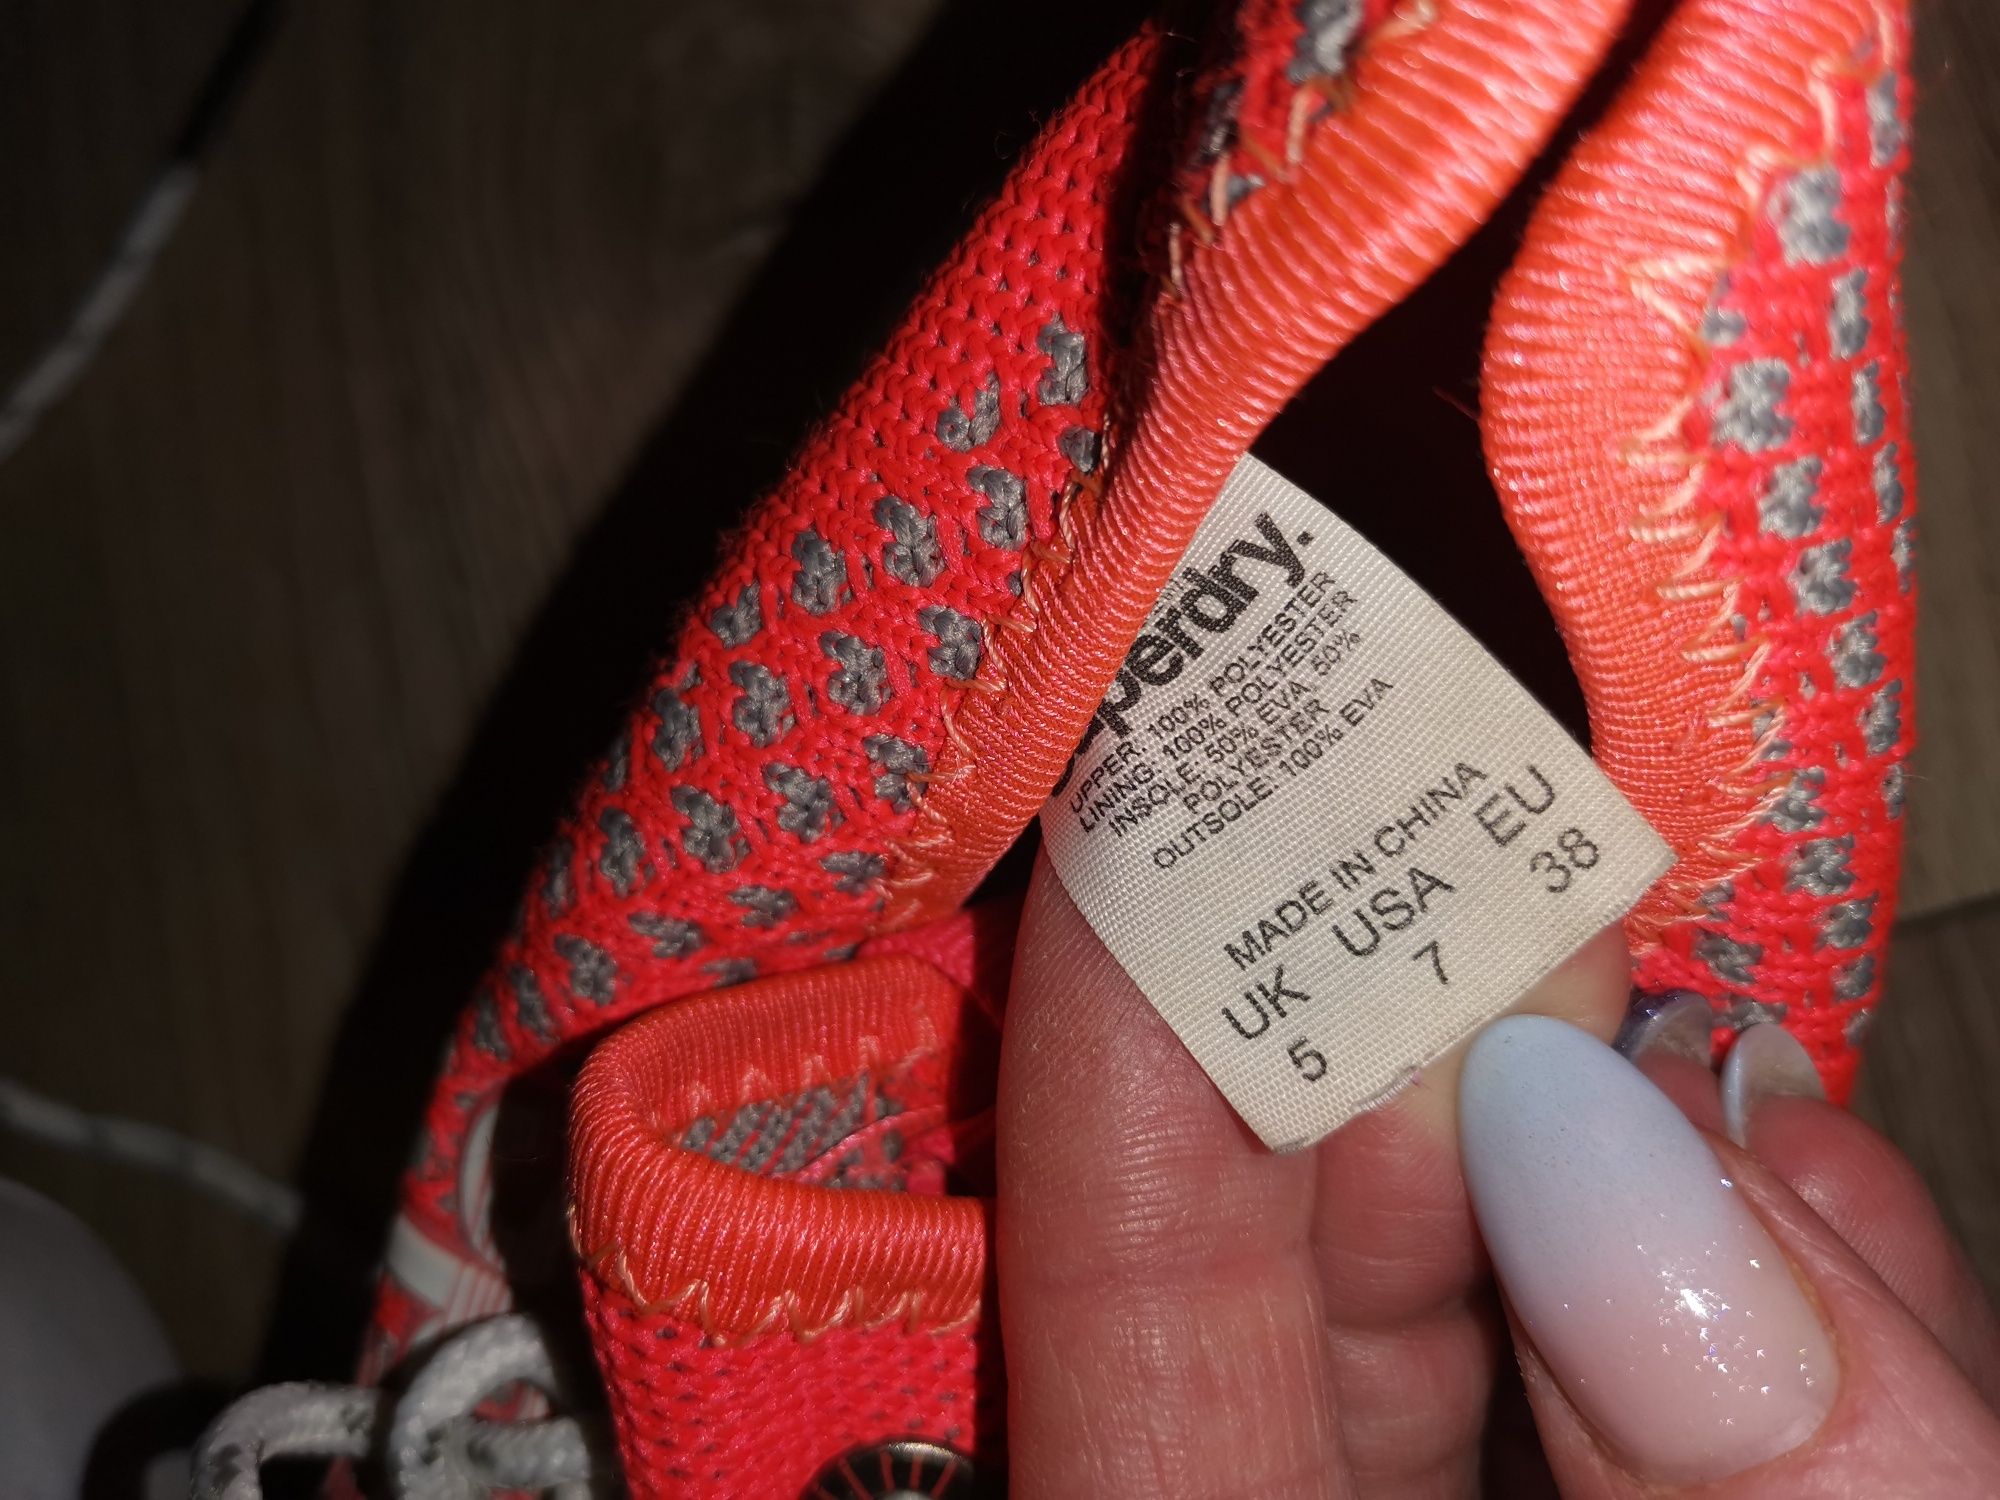 Superdry.
UPPER: 100% POLYESTER
LINING: 100% POLYESTER
INSOLE: 50% EVA, 50%
POLYESTER
OUTSOLE: 100% EVA
MADE IN CHINA
UK USA EU
5 7 38